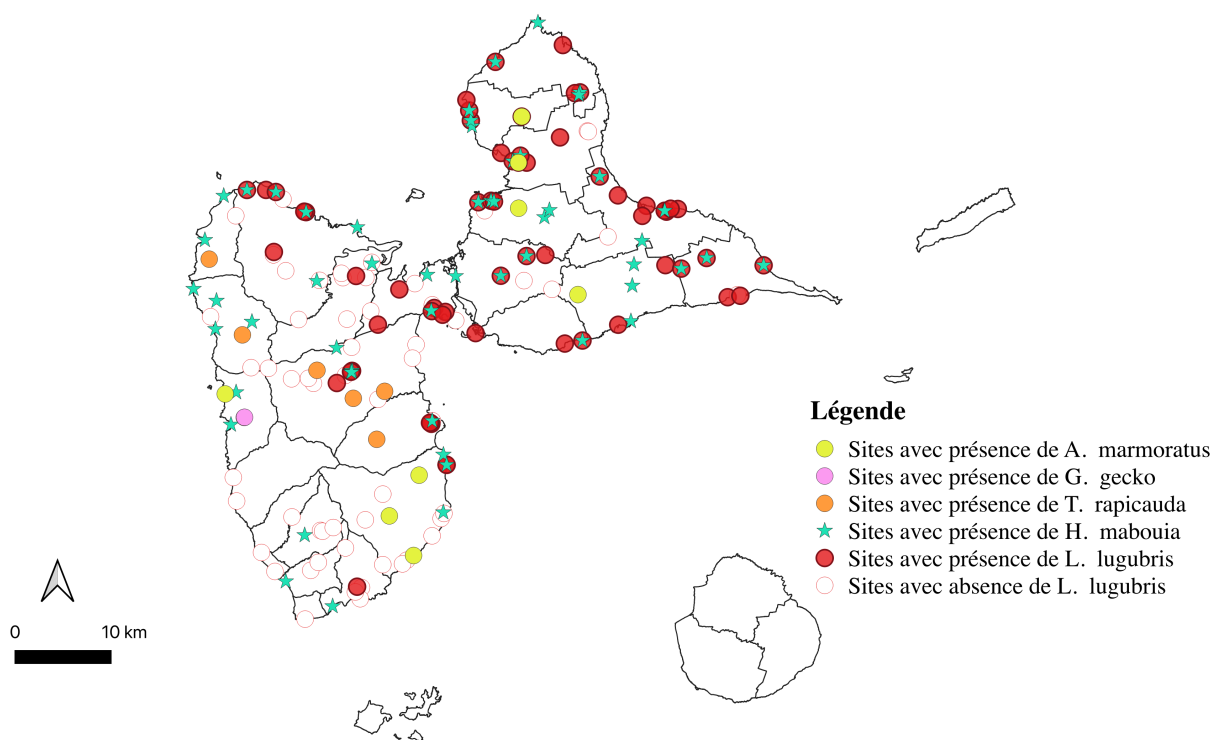 Légende
Sites avec présence de A. marmoratus
Sites avec présence de G. gecko
Sites avec présence de T. rapicauda
Sites avec présence de H. mabouia
Sites avec présence de L. lugubris
Sites avec absence de L. lugubris
0 10 km